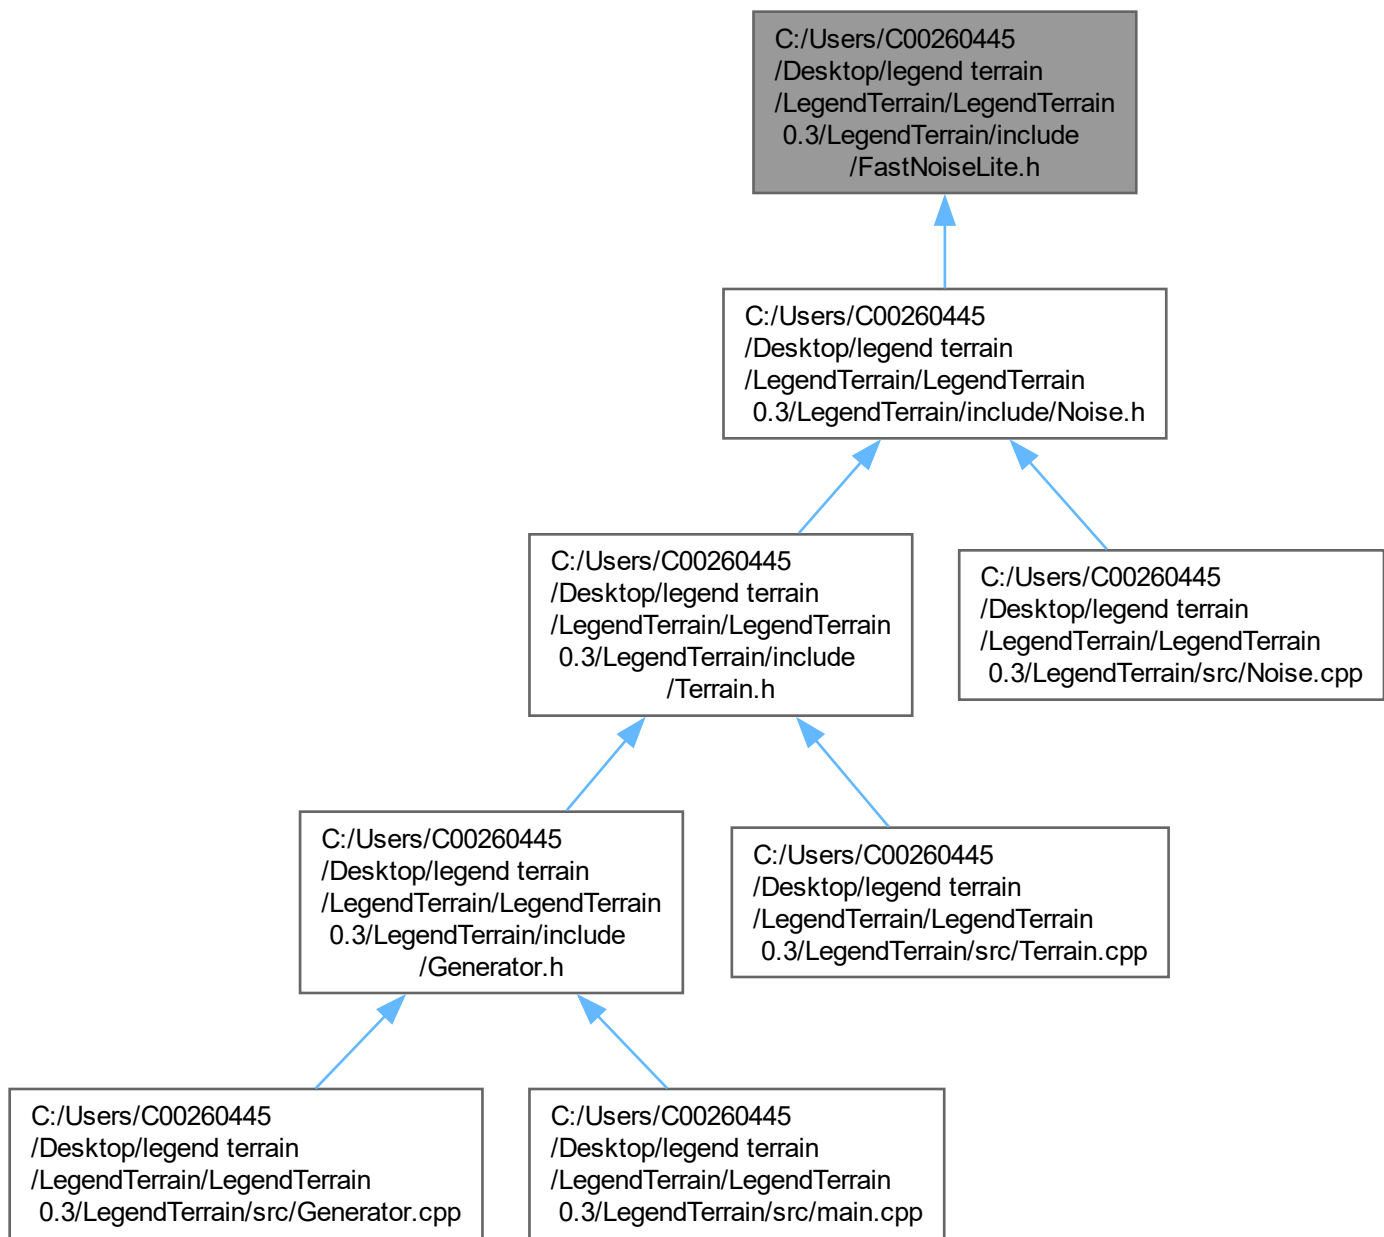 C:/Users/C00260445
/Desktop/legend terrain
/LegendTerrain/LegendTerrain
0.3/LegendTerrain/include
/FastNoiseLite.h
C:/Users/C00260445
/Desktop/legend terrain
/LegendTerrain/LegendTerrain
0.3/LegendTerrain/include/Noise.h
C:/Users/C00260445
/Desktop/legend terrain
/LegendTerrain/LegendTerrain
0.3/LegendTerrain/include
/Terrain.h
C:/Users/C00260445
/Desktop/legend terrain
/LegendTerrain/LegendTerrain
0.3/LegendTerrain/src/Noise.cpp
C:/Users/C00260445
/Desktop/legend terrain
/LegendTerrain/LegendTerrain
0.3/LegendTerrain/include
/Generator.h
C:/Users/C00260445
/Desktop/legend terrain
/LegendTerrain/LegendTerrain
0.3/LegendTerrain/src/Terrain.cpp
C:/Users/C00260445
/Desktop/legend terrain
/LegendTerrain/LegendTerrain
0.3/LegendTerrain/src/Generator.cpp
C:/Users/C00260445
/Desktop/legend terrain
/LegendTerrain/LegendTerrain
0.3/LegendTerrain/src/main.cpp